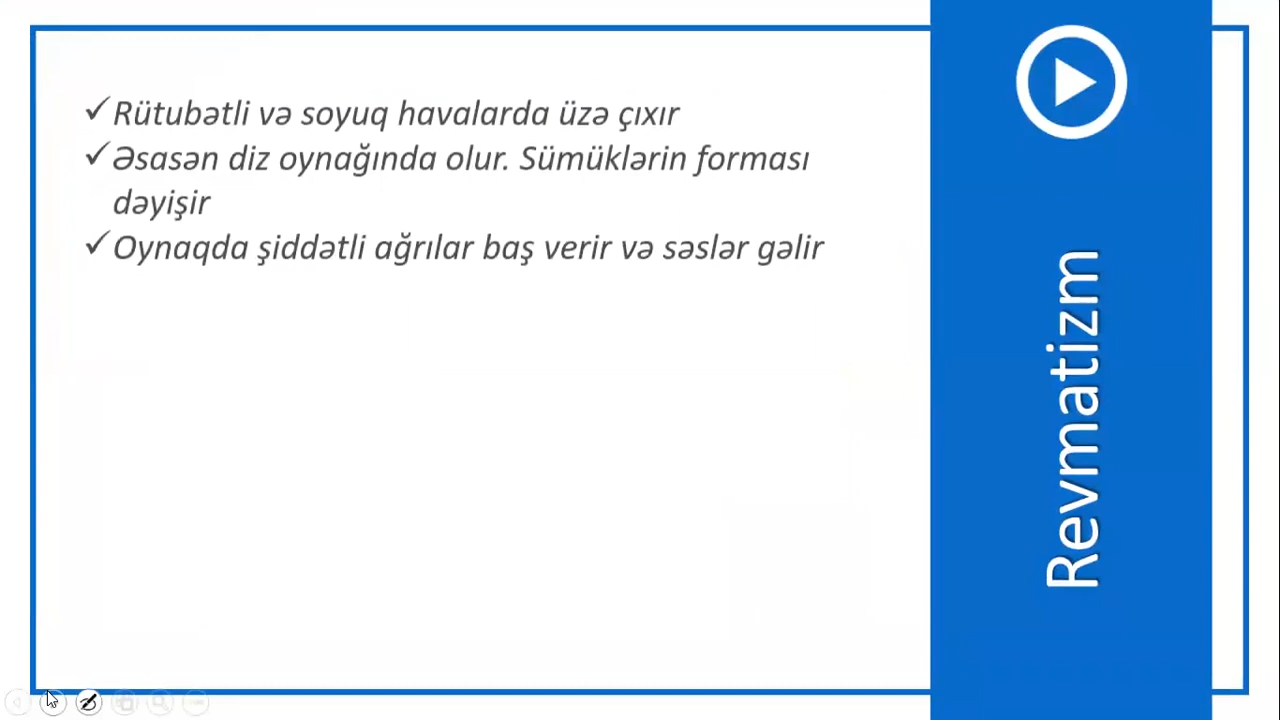 ✓Rütubətli və soyuq havalarda üzə çıxır
✓Əsasən diz oynağında olur. Sümüklərin forması
dəyişir
✓Oynaqda şiddətli ağrılar baş verir və səslər gəlir
Revmatizm